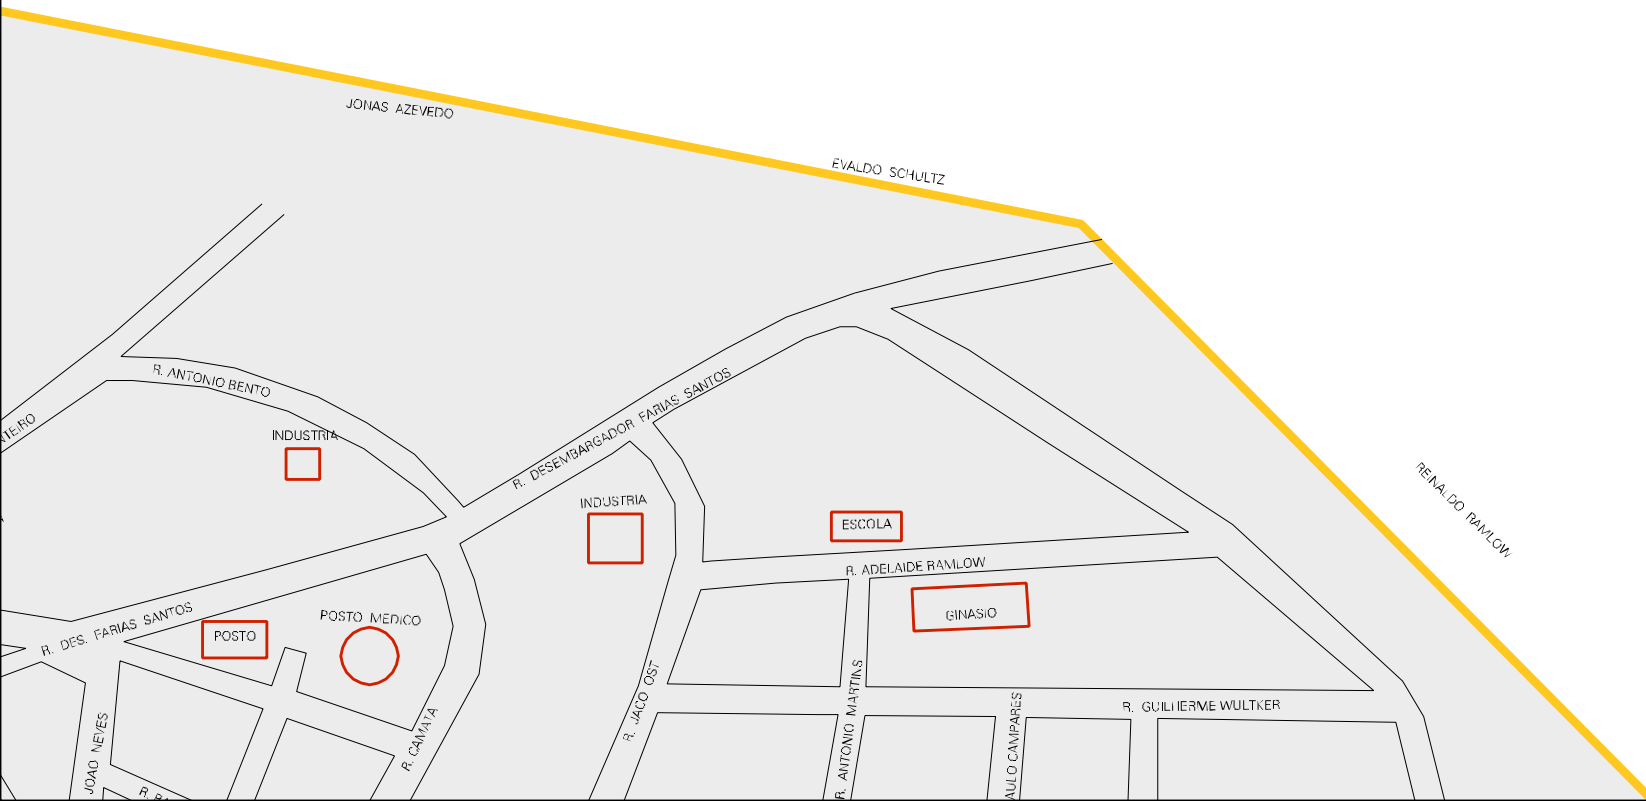 JONAS AZEVEDO
EVALDO SCHULTZ
R. ANTONIO BENTO
R. DESEMBARGADOR FARIAS SANTOS
INDUSTRIA
INDUSTRIA
REINALDO RAMLOW
ESCOLA
R. ADELAIDE RAMLOW
R. DES. FARIAS SANTOS
POSTO
POSTO MEDICO
GINASIO
R. JACO OST
R. ANTONIO MARTINS
R. GUILHERME WULTKER
R. CAMATA
JOAO NEVES
CAMPARES